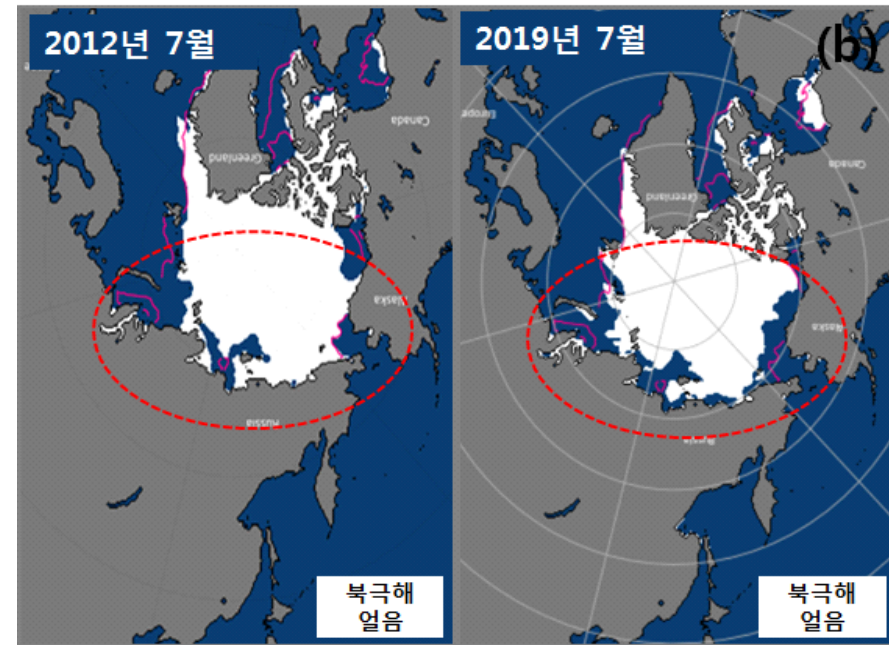 2012년 7월
Canada
Greenland
Alaska
Russia
북극해
얼음
2019년 7월
(b)
Europe
Canada
Greenland
Alaska
Russia
북극해
얼음